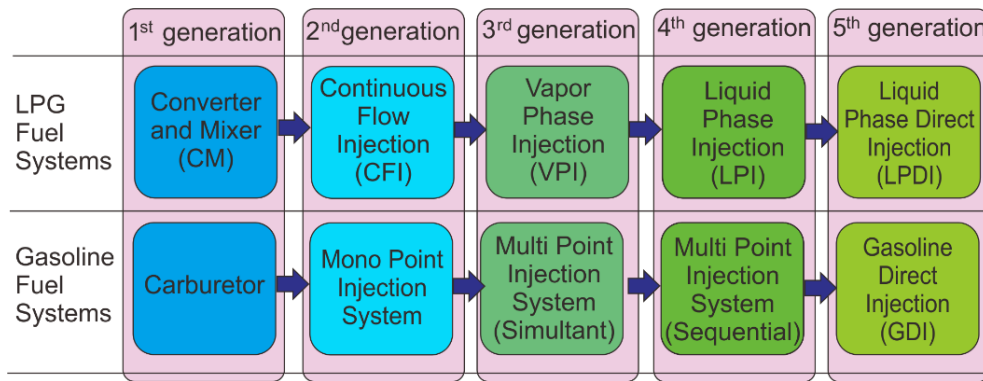 1st generation
2nd generation
3rd generation
4th generation
5th generation
LPG
Fuel
Systems
Converter
and Mixer
(CM)
Continuous
Flow
Injection
(CFI)
Vapor
Phase
Injection
(VPI)
Liquid
Phase
Injection
(LPI)
Liquid
Phase Direct
Injection
(LPDI)
Gasoline
Fuel
Systems
Carburetor
Mono Point
Injection
System
Multi Point
Injection
System
(Simultant)
Multi Point
Injection
System
(Sequential)
Gasoline
Direct
Injection
(GDI)